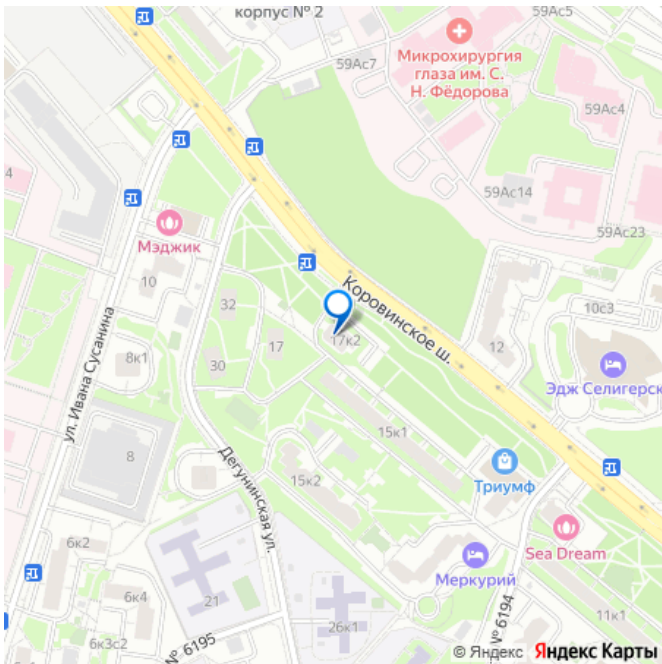 корпус № 2
59Ас5
59Ас7
Микрохирургия
глаза им. С.
Н. Фёдорова
59Ас4
4
59Ас14
59Ас23
Мэджик
10
32
Коровинское ш.
10с3
17к2
12
8к1
17
30
Эдж Селигерск
ул. Ивана Сусанина
15к1
8
Дегунинская ул.
15к2
Триумф
Sea Dream
6к2
Меркурий
6к4
21
26к1
11к1
6к3с2
№ 6195
№ 6194
© Яндекс Яндекс Карты